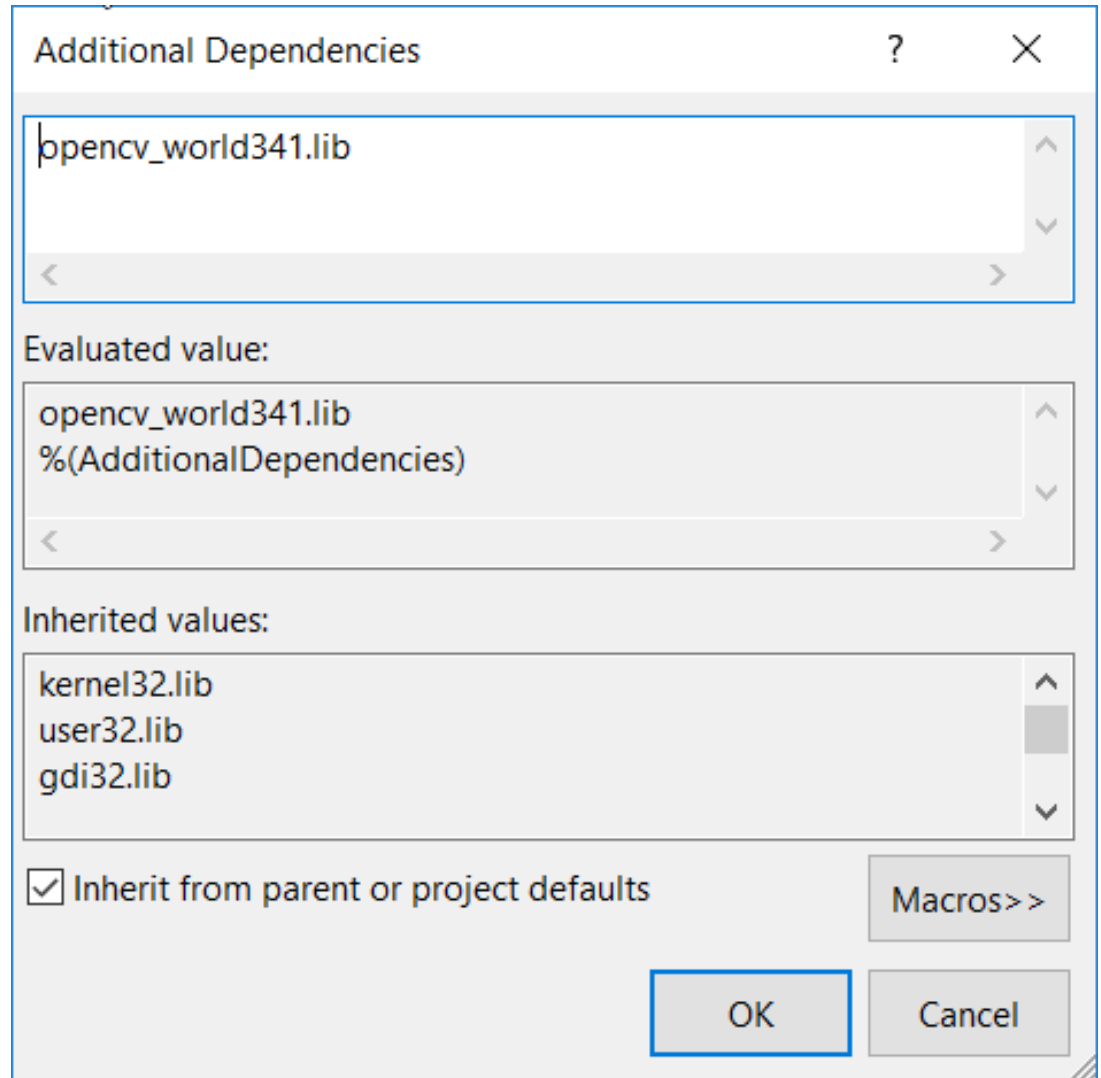 Additional Dependencies ?
opencv_world341.lib
Evaluated value:
opencv_world341.lib
%(AdditionalDependencies)
Inherited values:
kernel32.lib
user32.lib
gdi32.lib
Inherit from parent or project defaults
Macros>>
OK Cancel